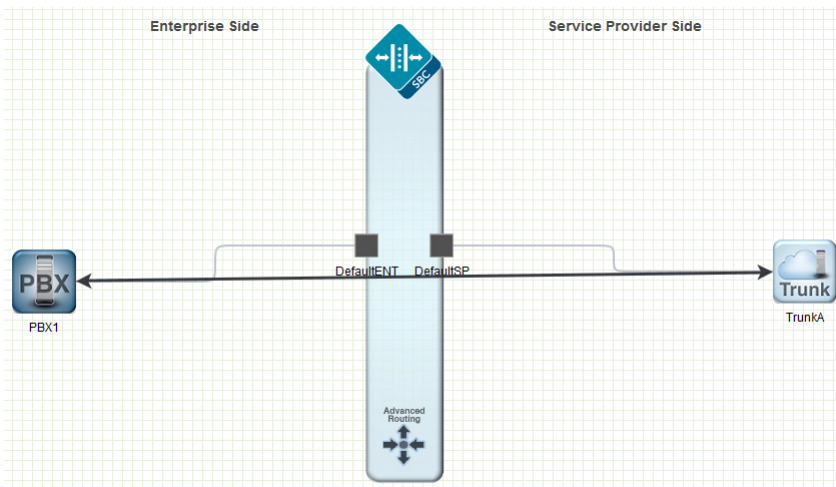 Enterprise Side
Service Provider Side
SBC
DefaultENT
DefaultSP
PBX
PBX1
Trunk
TrunkA
Advanced
Routing